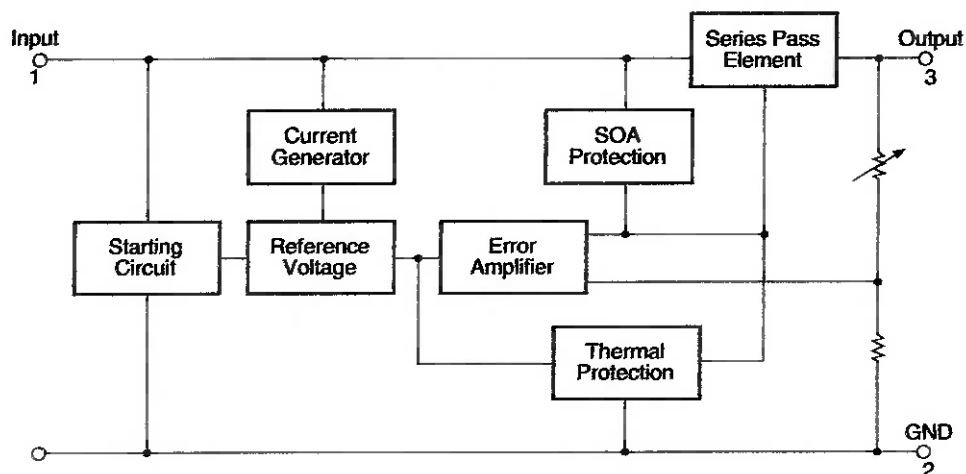 Input
1
Series Pass
Element
Output
3
Current
Generator
SOA
Protection
Starting
Circuit
Reference
Voltage
Error
Amplifier
Thermal
Protection
GND
2